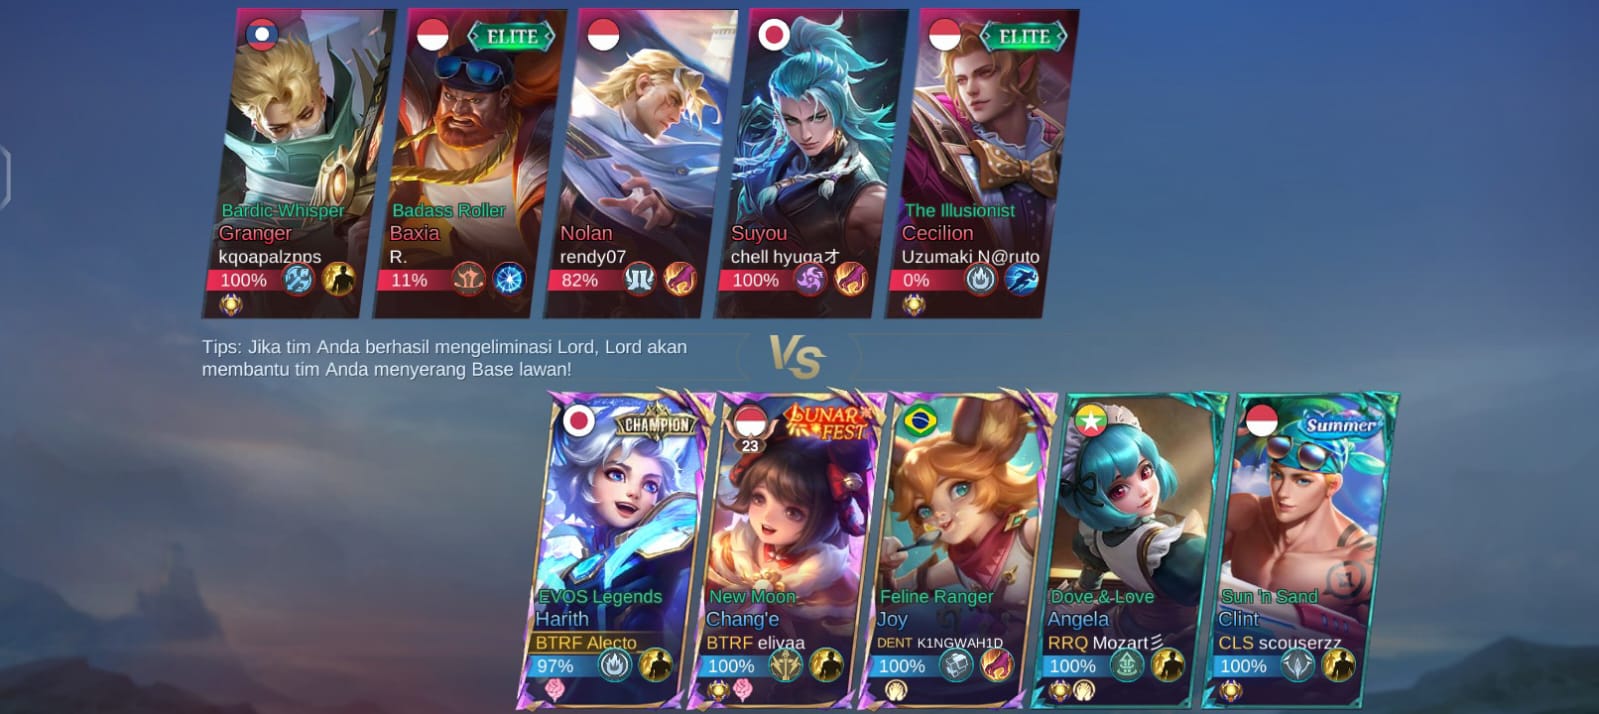 ELITE
ELITE
Bardic Whisper
Granger
kqoapalzpps
100%
Badass Roller
Baxia
R.
11%
Nolan
rendy07
82%
Suyou
chell hyugaオ
100%
The Illusionist
Cecilion
Uzumaki N@ruto
0%
Tips: Jika tim Anda berhasil mengeliminasi Lord, Lord akan
membantu tim Anda menyerang Base lawan!
VS
CHAMPION
EVOS Legends
Harith
BTRF Alecto
97%
LUNAR
FEST
23
New Moon
Chang'e
BTRF eliyaa
100%
Feline Ranger
Joy
DENT K1NGWAH1D
100%
Dove & Love
Angela
RRQ Mozart彡
100%
Summer
Sun 'n Sand
Clint
CLS scouserzz
100%